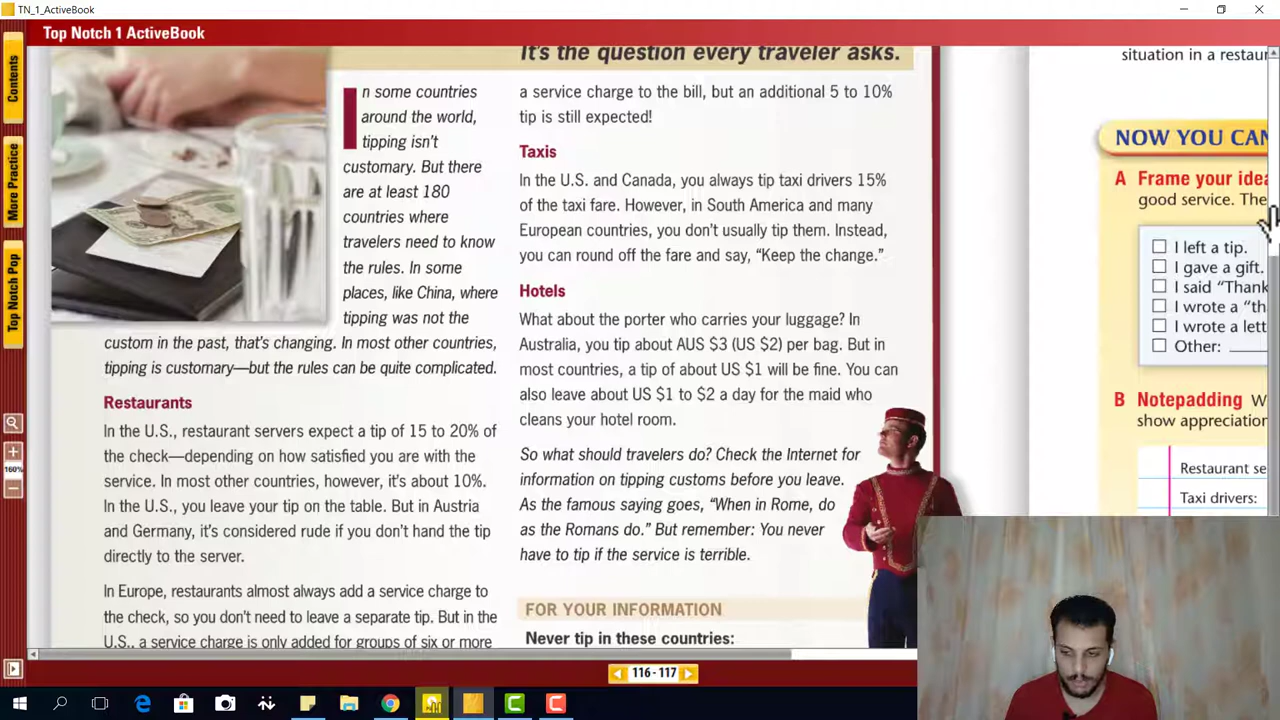 TN_1_ActiveBook
Top Notch 1 ActiveBook
Contents
More Practice
Top Notch Pop
160%
It's the question every traveler asks.
In some countries
around the world,
tipping isn't
customary. But there
are at least 180
countries where
travelers need to know
the rules. In some
places, like China, where
tipping was not the
custom in the past, that's changing. In most other countries,
tipping is customary—but the rules can be quite complicated.
Restaurants
In the U.S., restaurant servers expect a tip of 15 to 20% of
the check—depending on how satisfied you are with the
service. In most other countries, however, it's about 10%.
In the U.S., you leave your tip on the table. But in Austria
and Germany, it's considered rude if you don't hand the tip
directly to the server.
In Europe, restaurants almost always add a service charge to
the check, so you don't need to leave a separate tip. But in the
U.S., a service charge is only added for groups of six or more
a service charge to the bill, but an additional 5 to 10%
tip is still expected!
Taxis
In the U.S. and Canada, you always tip taxi drivers 15%
of the taxi fare. However, in South America and many
European countries, you don't usually tip them. Instead,
you can round off the fare and say, "Keep the change."
Hotels
What about the porter who carries your luggage? In
Australia, you tip about AUS $3 (US $2) per bag. But in
most countries, a tip of about US $1 will be fine. You can
also leave about US $1 to $2 a day for the maid who
cleans your hotel room.
So what should travelers do? Check the Internet for
information on tipping customs before you leave.
As the famous saying goes, "When in Rome, do
as the Romans do." But remember: You never
have to tip if the service is terrible.
FOR YOUR INFORMATION
Never tip in these countries:
situation in a restaur
NOW YOU CAN
A Frame your idea
good service. The
I left a tip.
I gave a gift.
I said "Thank
I wrote a "th
I wrote a lett
Other:
B Notepadding W
show appreciation
Restaurant se
Taxi drivers:
116-117